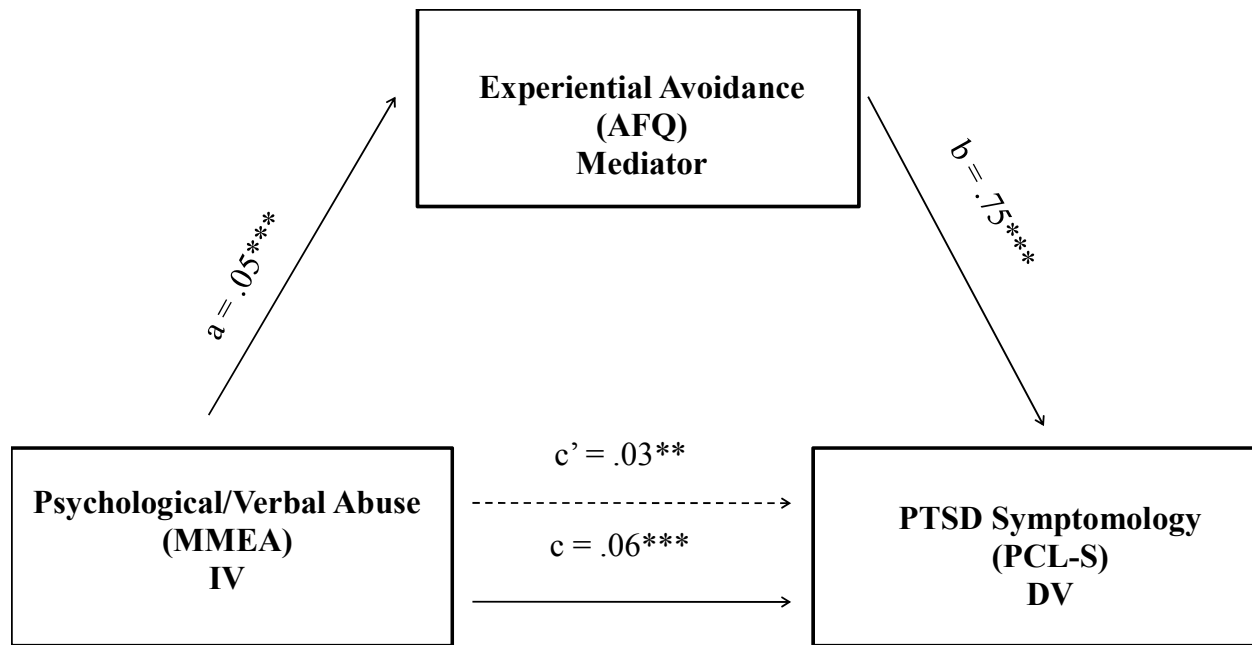 Experiential Avoidance
(AFQ)
Mediator
a = .05***
b = .75***
Psychological/Verbal Abuse
(MMEA)
IV
c’ = .03**
c = .06***
PTSD Symptomology
(PCL-S)
DV